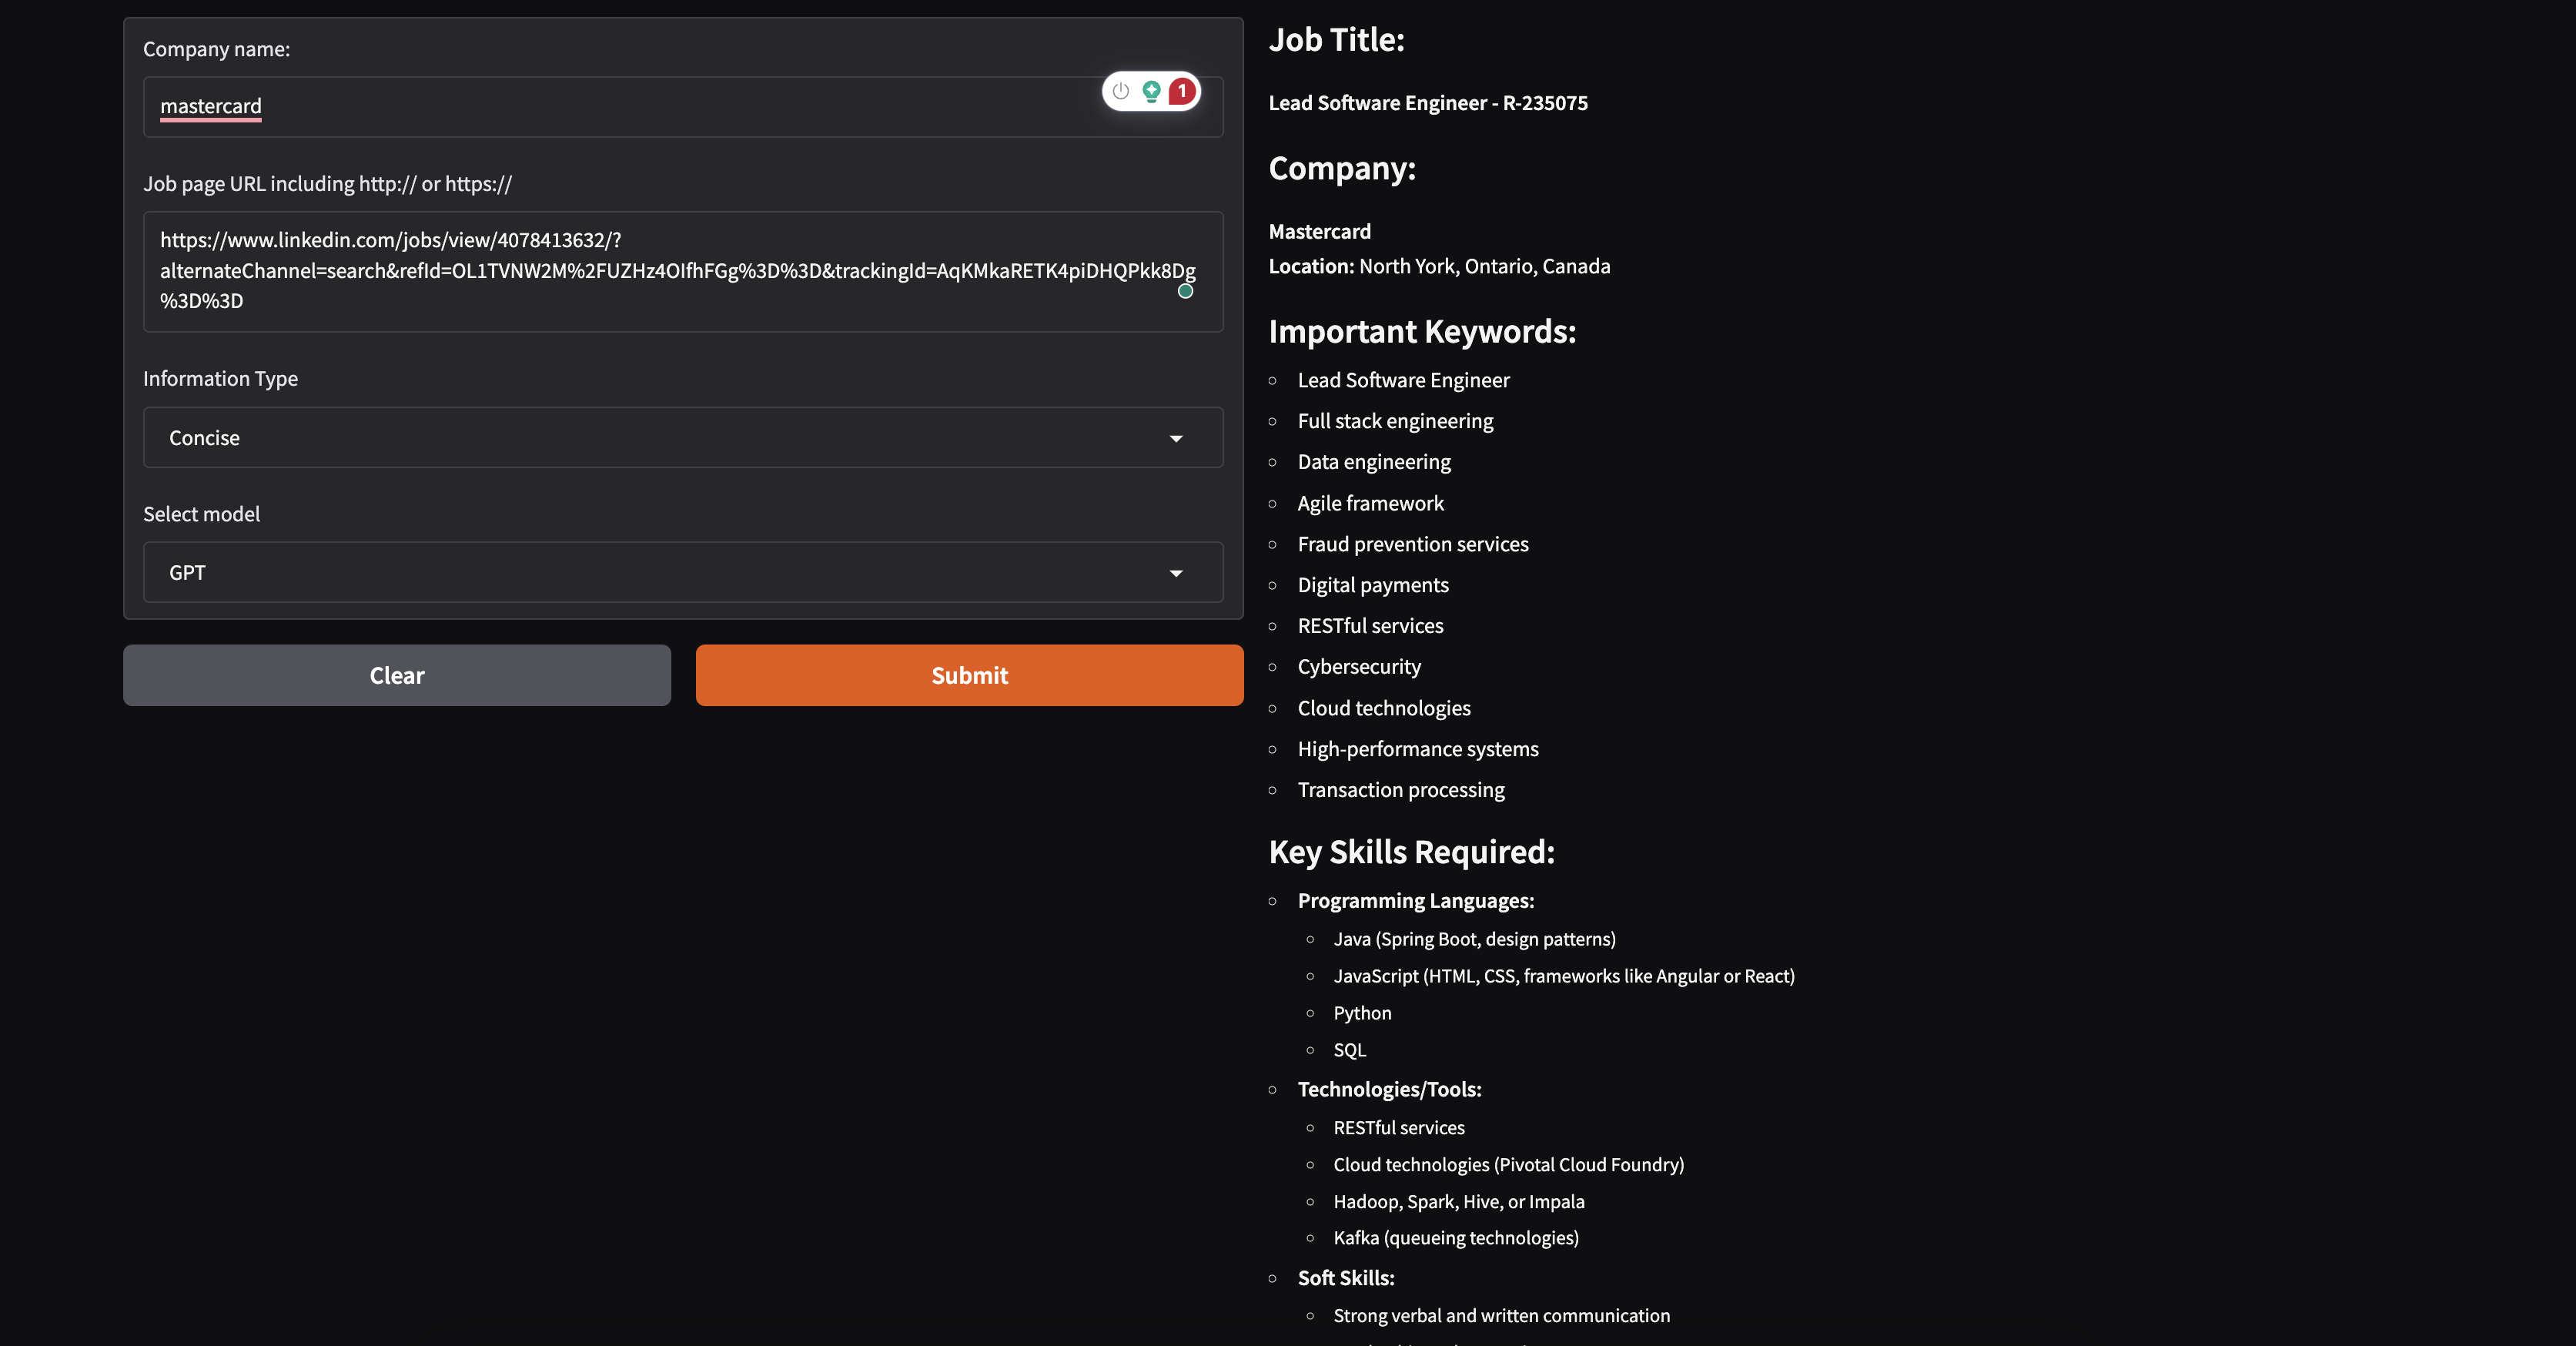 Company name:
mastercard
1
Job page URL including http:// or https://
https://www.linkedin.com/jobs/view/4078413632/?
alternateChannel=search&refId=OL1TVNW2M%2FUZHz4OIfhFGg%3D%3D&trackingId=AqKMkaRETK4piDHQPkk8Dg
%3D%3D
Information Type
Concise
Select model
GPT
Clear
Submit
Job Title:
Lead Software Engineer - R-235075
Company:
Mastercard
Location: North York, Ontario, Canada
Important Keywords:
Lead Software Engineer
Full stack engineering
Data engineering
Agile framework
Fraud prevention services
Digital payments
RESTful services
Cybersecurity
Cloud technologies
High-performance systems
Transaction processing
Key Skills Required:
Programming Languages:
Java (Spring Boot, design patterns)
JavaScript (HTML, CSS, frameworks like Angular or React)
Python
SQL
Technologies/Tools:
RESTful services
Cloud technologies (Pivotal Cloud Foundry)
Hadoop, Spark, Hive, or Impala
Kafka (queueing technologies)
Soft Skills:
Strong verbal and written communication